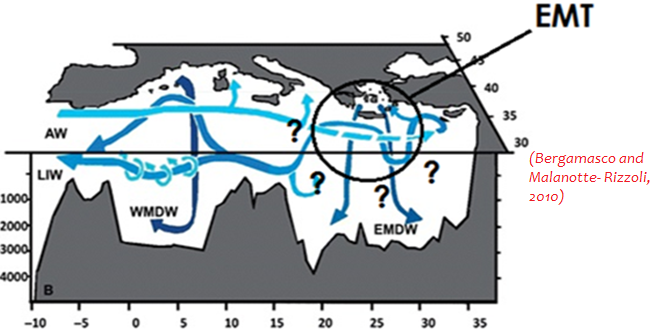 EMT
50
45
40
35
30
AW
?
LIW
?
?
?
(Bergamasco and
Malanotte- Rizzoli,
2010)
1000
2000
3000
4000
WMDW
EMDW
B
-10 -5 0 5 10 15 20 25 30 35